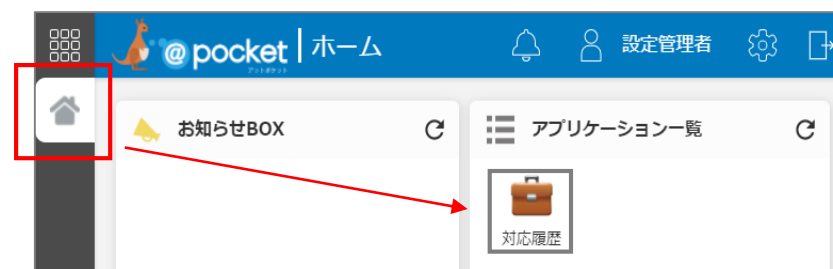 @pocket ホーム 設定管理者
アットポケット
お知らせBOX
アプリケーション一覧
対応履歴